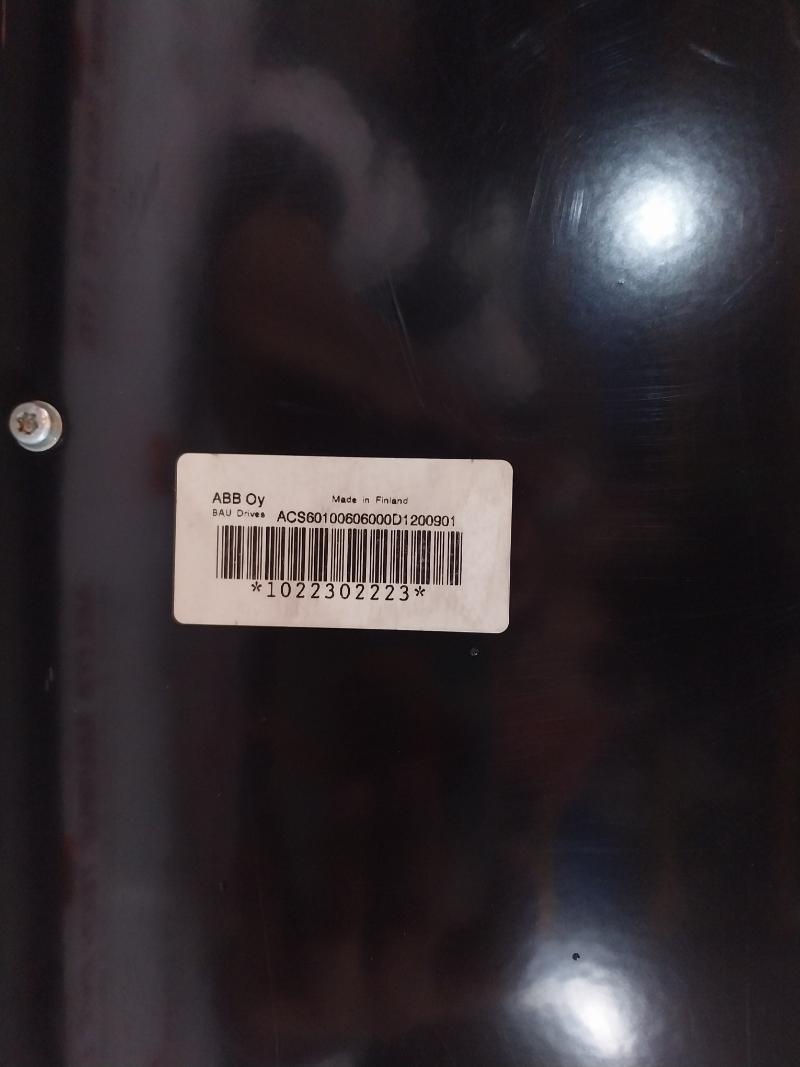 ABB Oy Made in Finland
BAU Drives ACS60100606000D1200901
*1022302223*